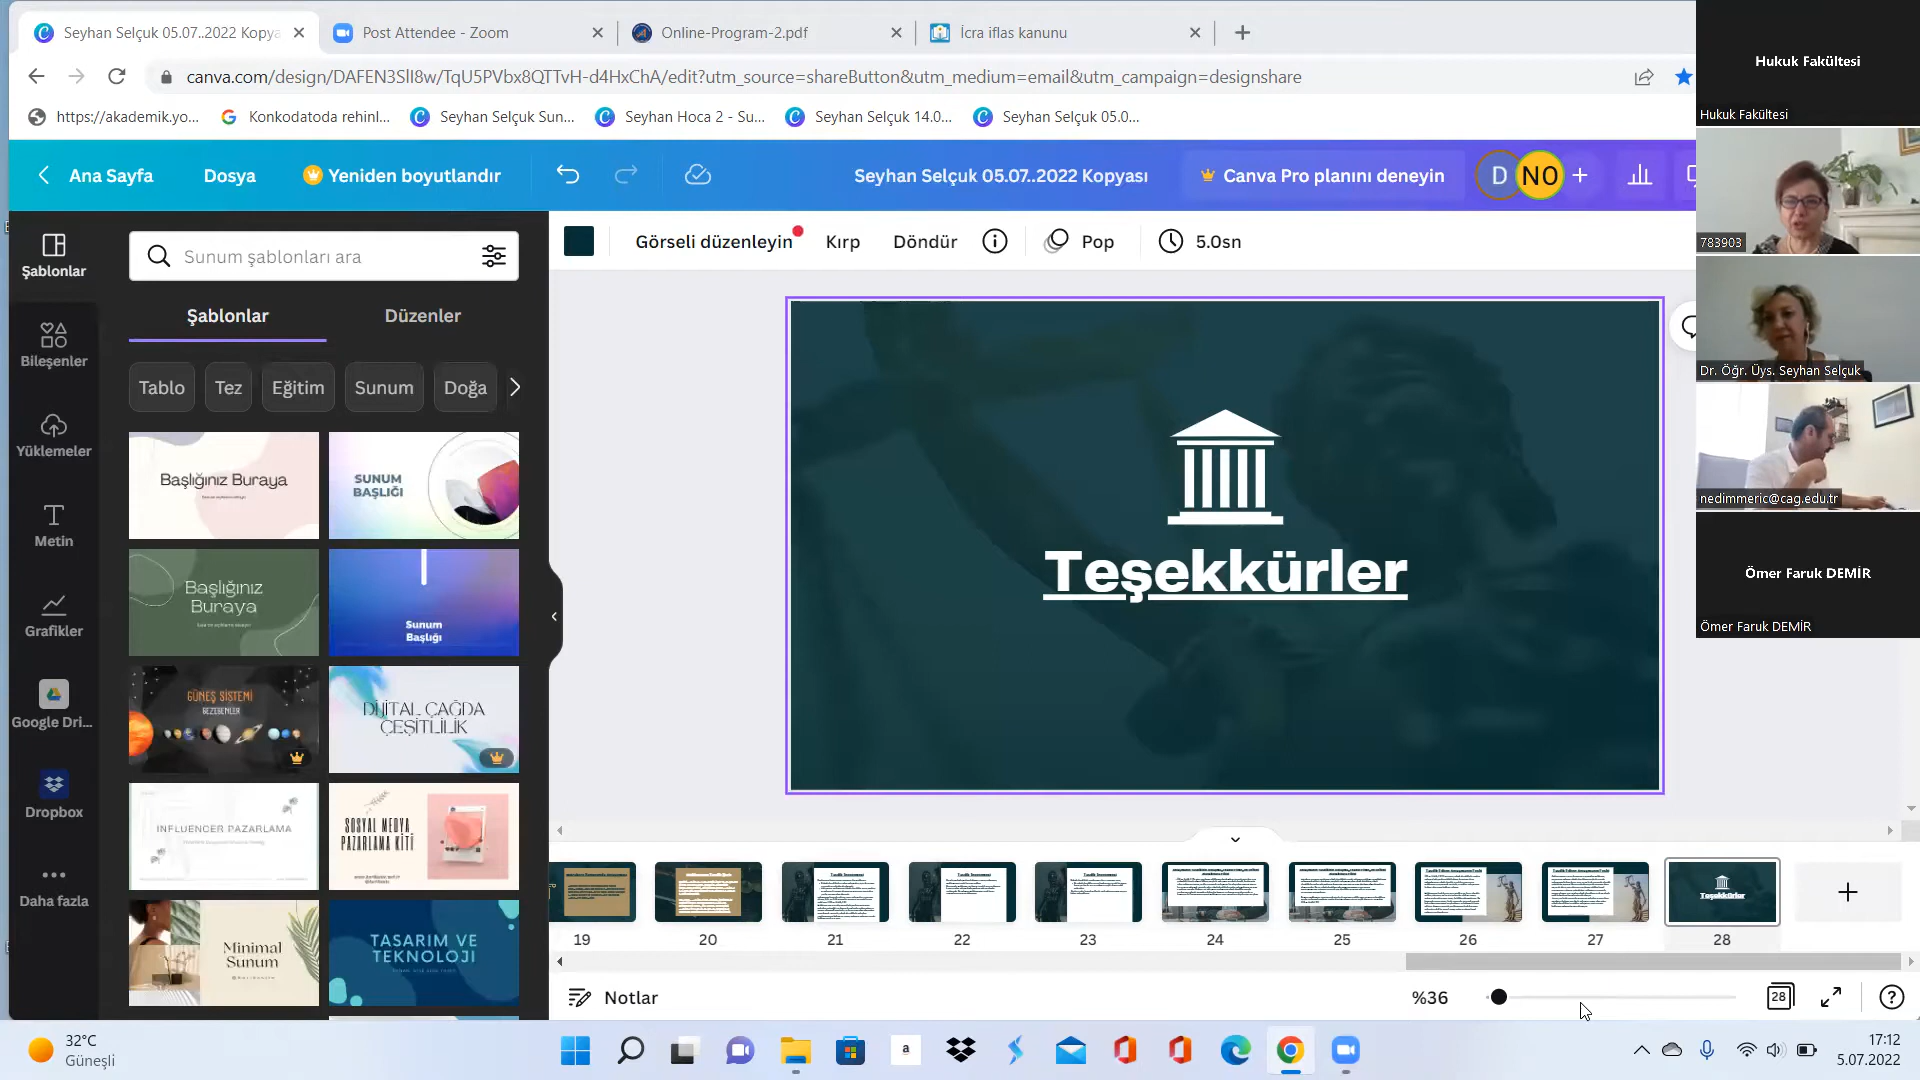 Seyhan Selçuk 05.07..2022 Kopya
Post Attendee - Zoom
Online-Program-2.pdf
İcra iflas kanunu
canva.com/design/DAFEN3SlI8w/TqU5PVbx8QTTvH-d4HxChA/edit?utm_source=shareButton&utm_medium=email&utm_campaign=designshare
https://akademik.yo...
Konkodatoda rehinl...
Seyhan Selçuk Sun...
Seyhan Hoca 2 - Su...
Seyhan Selçuk 14.0...
Seyhan Selçuk 05.0...
Ana Sayfa
Dosya
Yeniden boyutlandır
Seyhan Selçuk 05.07..2022 Kopyası
Canva Pro planını deneyin
D
NO
Şablonlar
Bileşenler
Yüklemeler
Metin
Grafikler
Google Dri...
Dropbox
Daha fazla
Sunum şablonları ara
Şablonlar
Düzenler
Tablo
Tez
Eğitim
Sunum
Doğa
Başlığınız Buraya
SUNUM
BAŞLIĞI
Başlığınız
Buraya
Sunum
Başlığı
GÜNEŞ SİSTEMİ
GEZEGENLER
DİJİTAL ÇAĞDA
ÇEŞİTLİLİK
INFLUENCER PAZARLAMA
SOSYAL MEDYA
PAZARLAMA KİTİ
Minimal
Sunum
TASARIM VE
TEKNOLOJI
Görseli düzenleyin
Kırp
Döndür
Pop
5.0sn
Teşekkürler
Teşekkürler
19
20
21
22
23
24
25
26
27
28
Notlar
%36
28
Hukuk Fakültesi
Hukuk Fakültesi
783903
Dr. Öğr. Üys. Seyhan Selçuk
nedimmeric@cag.edu.tr
Ömer Faruk DEMİR
Ömer Faruk DEMİR
32°C
Güneşli
a
17:12
5.07.2022